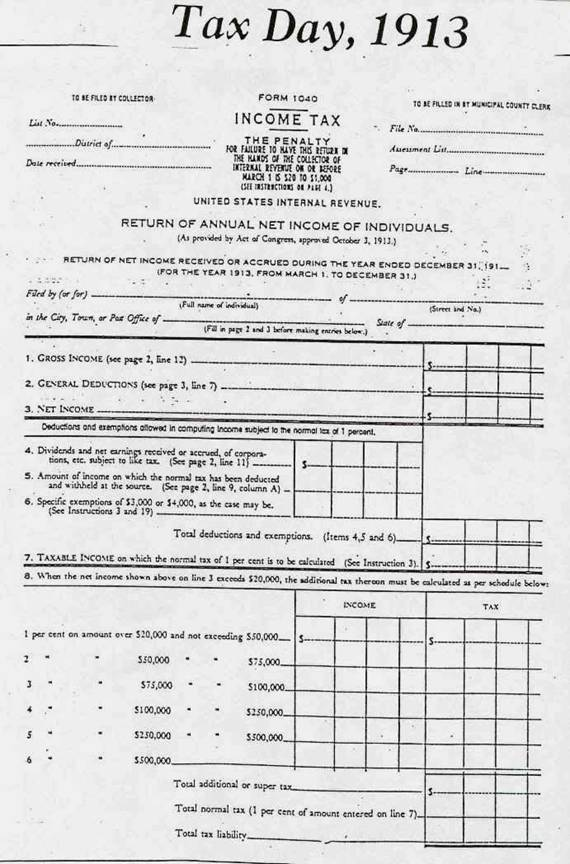 Tax Day, 1913
TO BE FILED BY COLLECTOR
List No.
District of
Date received
FORM 1040
INCOME TAX
THE PENALTY
FOR FAILURE TO HAVE THIS RETURN IN
THE HANDS OF THE COLLECTOR OF
INTERNAL REVENUE ON OR BEFORE
MARCH 1 IS $20 TO $1,000
(SEE INSTRUCTIONS ON PAGE 4.)
TO BE FILLED IN BY MUNICIPAL COUNTY CLERK
File No.
Assessment List
Page Line
UNITED STATES INTERNAL REVENUE.
RETURN OF ANNUAL NET INCOME OF INDIVIDUALS.
(As provided by Act of Congress, approved October 3, 1913.)
RETURN OF NET INCOME RECEIVED OR ACCRUED DURING THE YEAR ENDED DECEMBER 31, 191
(FOR THE YEAR 1913, FROM MARCH 1, TO DECEMBER 31.)
Filed by (or for) of
(Full name of individual) (Street and No.)
in the City, Town, or Post Office of State of
(Fill in page 2 and 3 before making entries below.)
1. GROSS INCOME (see page 2, line 12) $
2. GENERAL DEDUCTIONS (see page 3, line 7) $
3. NET INCOME $
Deductions and exemptions allowed in computing income subject to the normal tax of 1 percent.
4. Dividends and net earnings received or accrued, of corpora-
tions, etc. subject to like tax. (See page 2, line 11) $
5. Amount of income on which the normal tax has been deducted
and withheld at the source. (See page 2, line 9, column A)
6. Specific exemptions of $3,000 or $4,000, as the case may be.
(See Instructions 3 and 19)
Total deductions and exemptions. (Items 4,5 and 6) $
7. TAXABLE INCOME on which the normal tax of 1 per cent is to be calculated (See Instruction 3). $
8. When the net income shown above on line 3 exceeds $20,000, the additional tax thereon must be calculated as per schedule below:
INCOME TAX
1 per cent on amount over $20,000 and not exceeding $50,000 $ $
2 " " $50,000 " " $75,000
3 " " $75,000 " " $100,000
4 " " $100,000 " " $250,000
5 " " $250,000 " " $500,000
6 " " $500,000
Total additional or super tax $
Total normal tax (1 per cent of amount entered on line 7)
Total tax liability